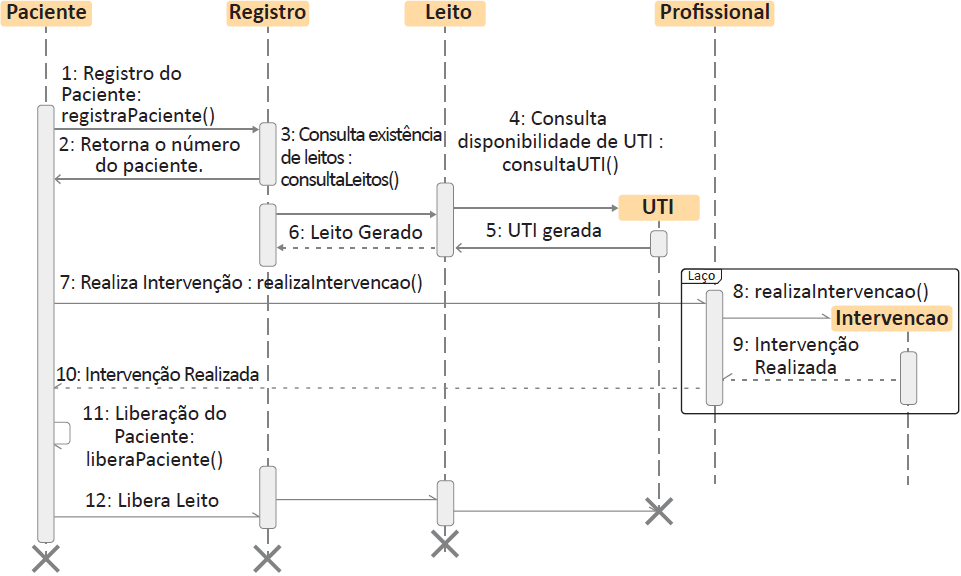 Paciente
Registro
Leito
Profissional
1: Registro do
Paciente:
registraPaciente()
2: Retorna o número
do paciente.
3: Consulta existência
de leitos :
consultaLeitos()
4: Consulta
disponibilidade de UTI :
consultaUTI()
UTI
6: Leito Gerado
5: UTI gerada
7: Realiza Intervenção : realizaIntervencao()
Laço
8: realizaIntervencao()
Intervencao
9: Intervenção
Realizada
10: Intervenção Realizada
11: Liberação do
Paciente:
liberaPaciente()
12: Libera Leito